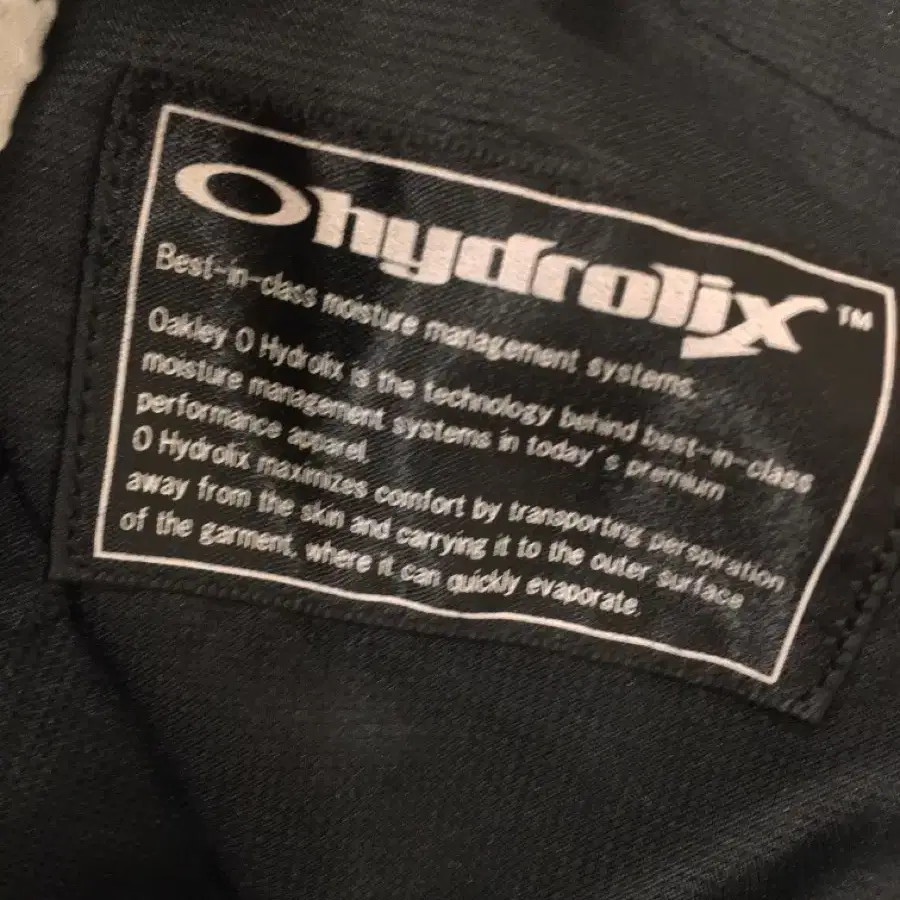 O hydrolix™
Best-in-class moisture management systems.
Oakley O Hydrolix is the technology behind best-in-class
moisture management systems in today's premium
performance apparel.
O Hydrolix maximizes comfort by transporting perspiration
away from the skin and carrying it to the outer surface
of the garment, where it can quickly evaporate.